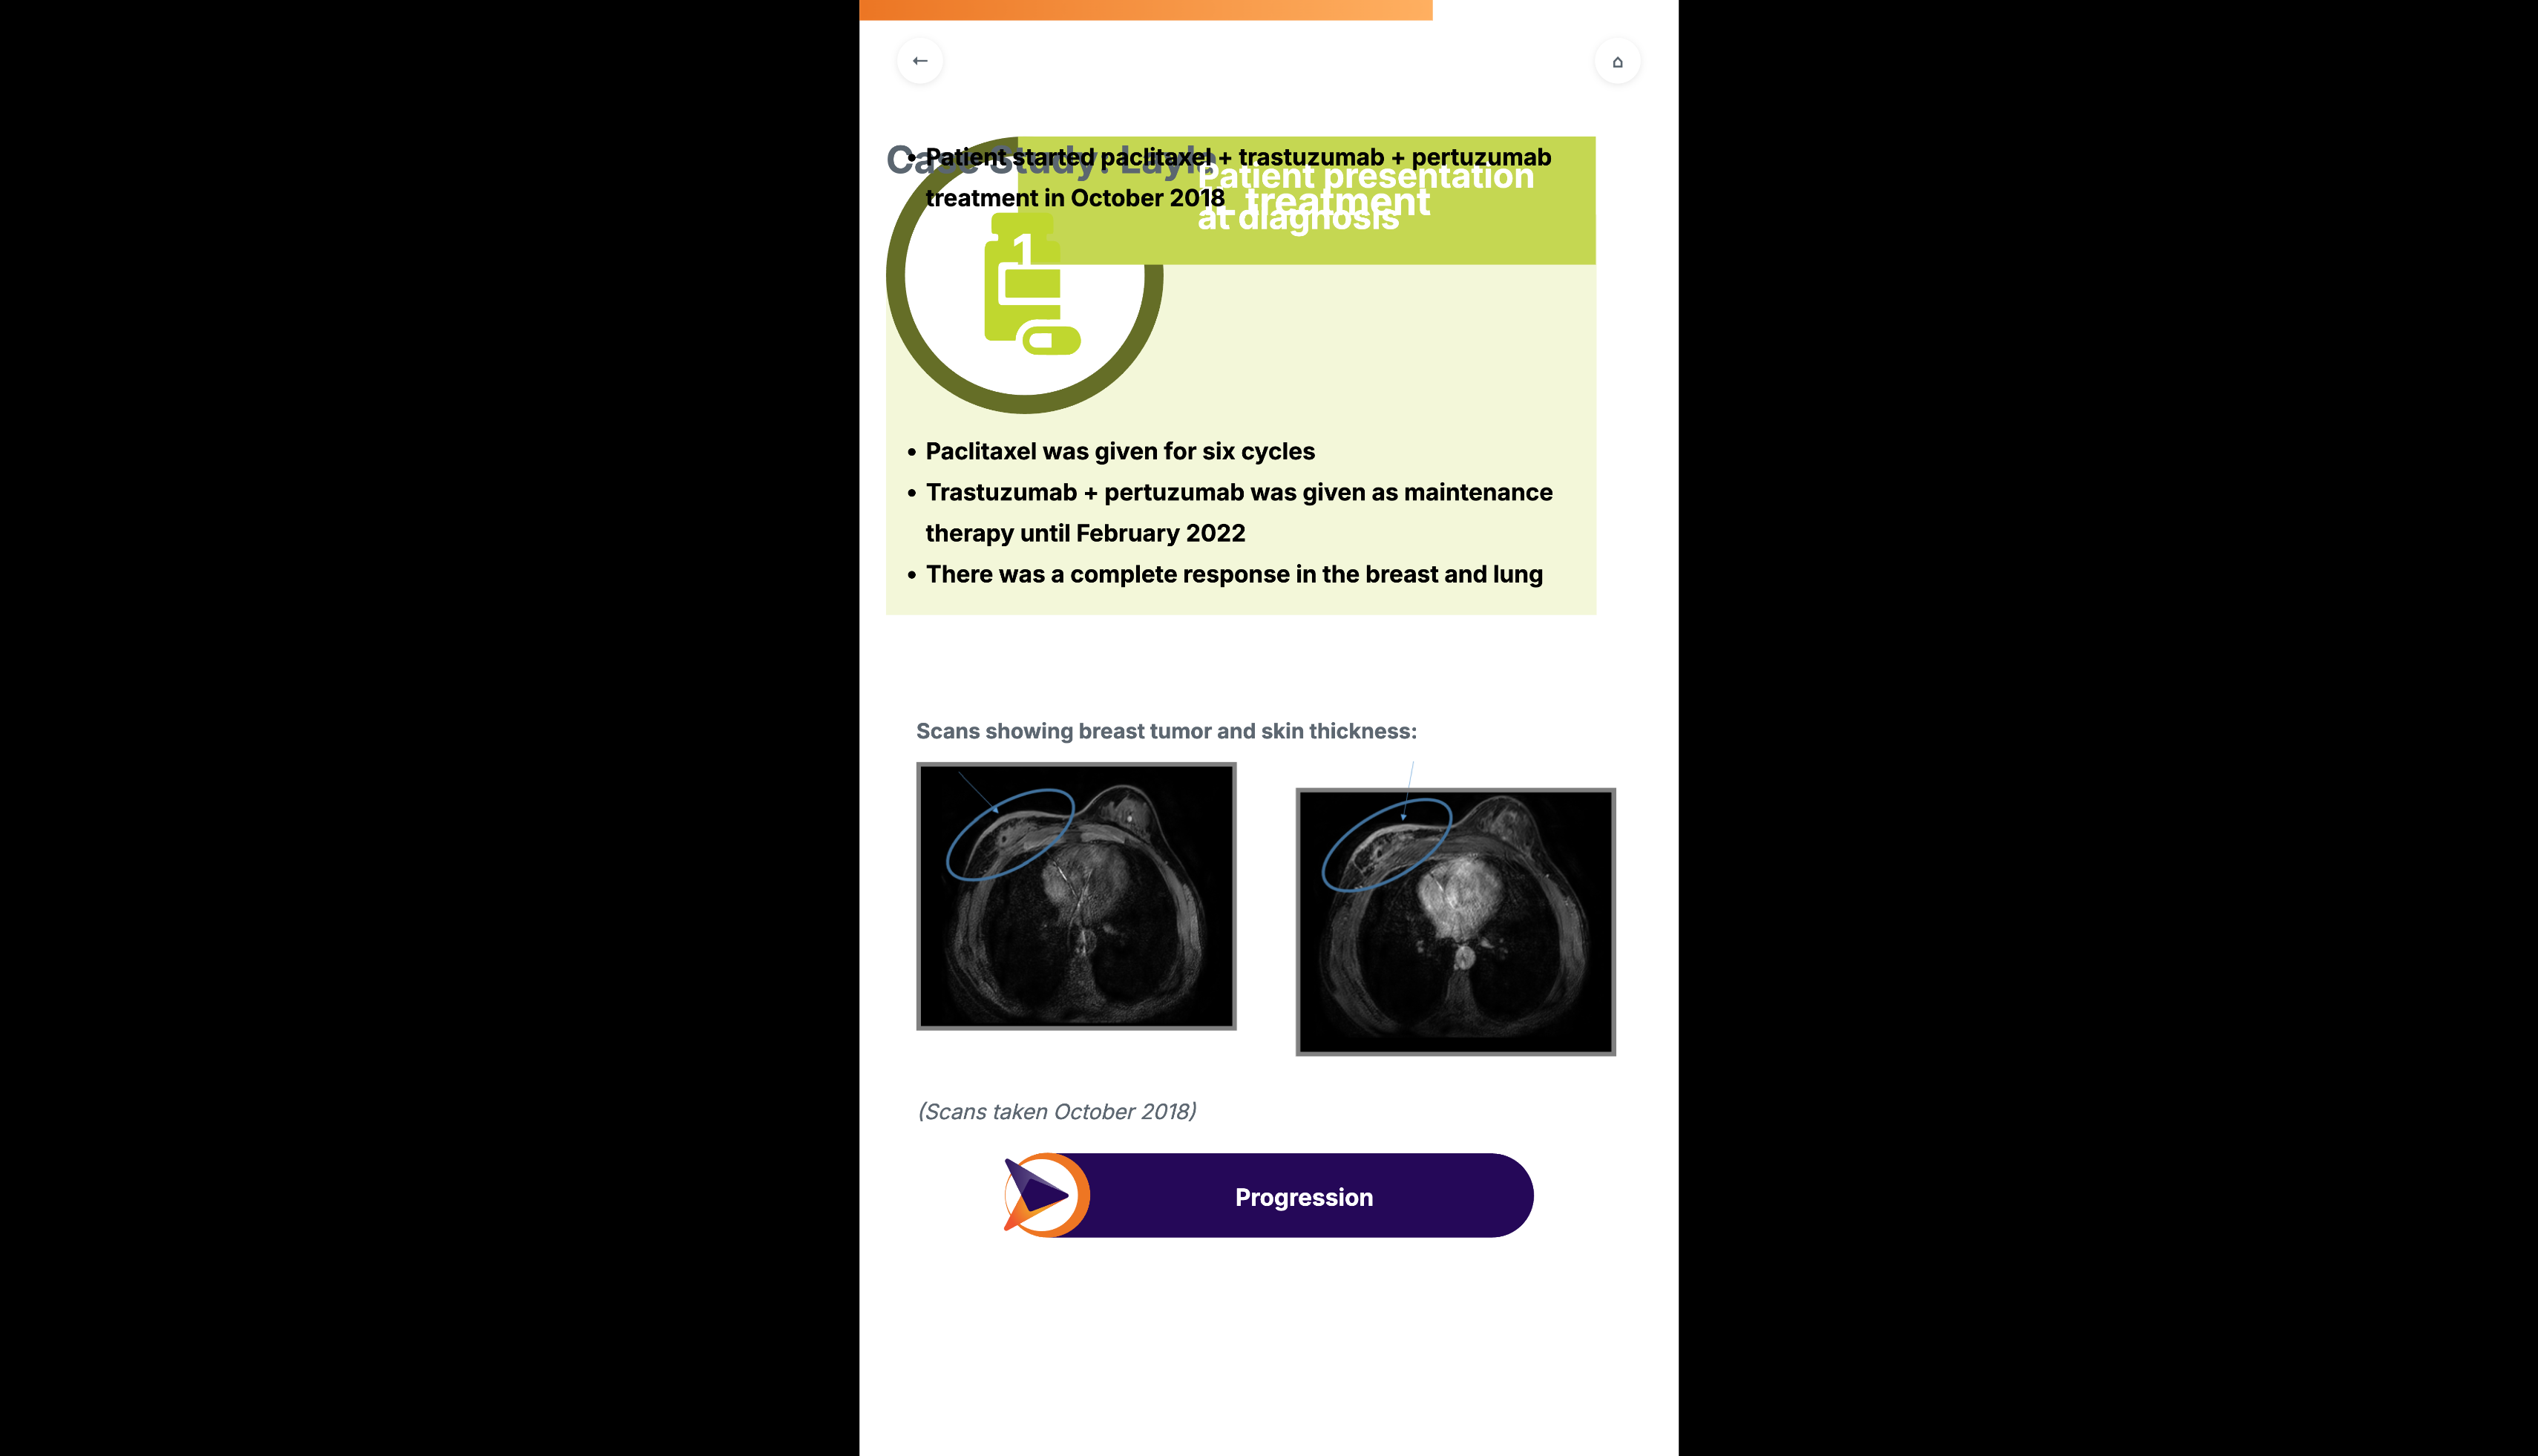 Case Study: Layla
• Patient started paclitaxel + trastuzumab + pertuzumab
treatment in October 2018
Patient presentation
at diagnosis
treatment
1
• Paclitaxel was given for six cycles
• Trastuzumab + pertuzumab was given as maintenance
therapy until February 2022
• There was a complete response in the breast and lung
Scans showing breast tumor and skin thickness:
(Scans taken October 2018)
Progression